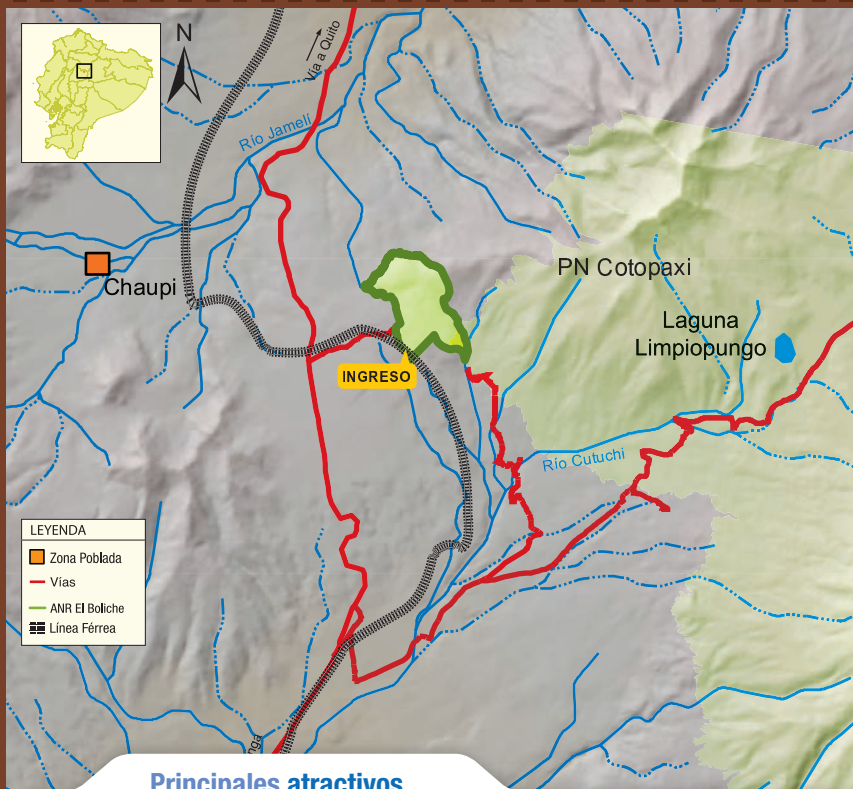 N
Vía a Quito
Río Jameli
Chaupi
PN Cotopaxi
Laguna
Limpiopungo
INGRESO
Río Cutuchi
LEYENDA
Zona Poblada
Vías
ANR El Boliche
Línea Férrea
Principales atractivos